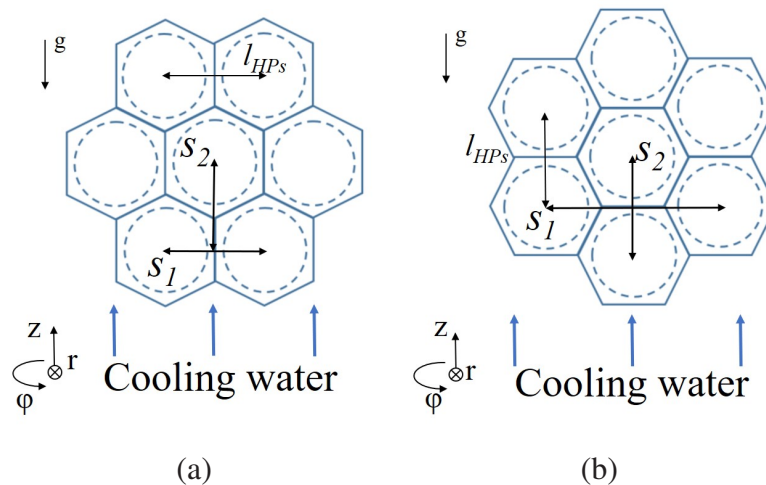 g
l_HPs
s_2
s_1
z
r
φ
Cooling water
(a)
g
l_HPs
s_2
s_1
z
r
φ
Cooling water
(b)